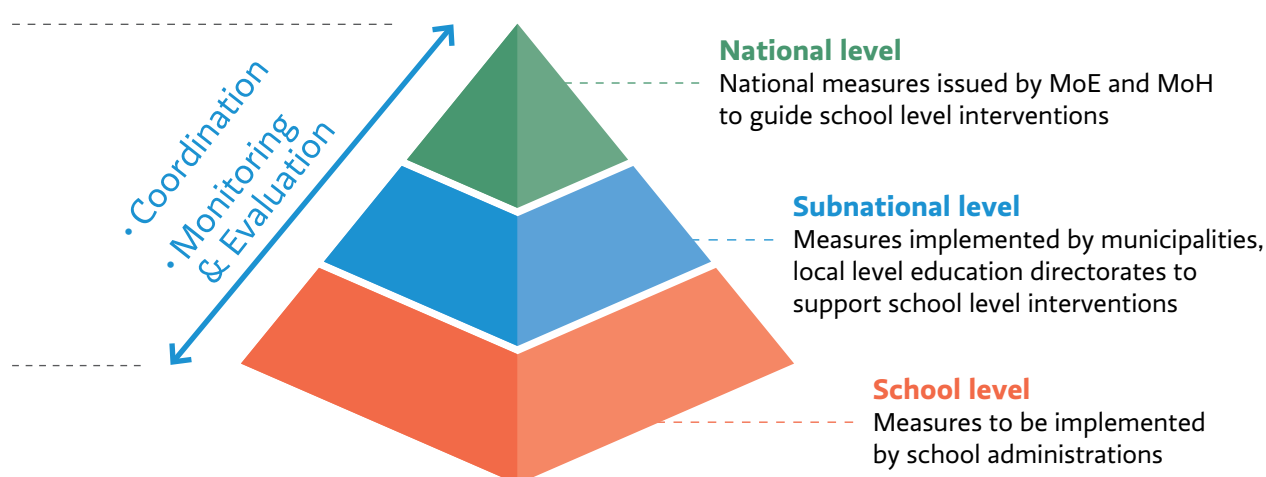 • Coordination
• Monitoring
& Evaluation
National level
National measures issued by MoE and MoH
to guide school level interventions
Subnational level
Measures implemented by municipalities,
local level education directorates to
support school level interventions
School level
Measures to be implemented
by school administrations